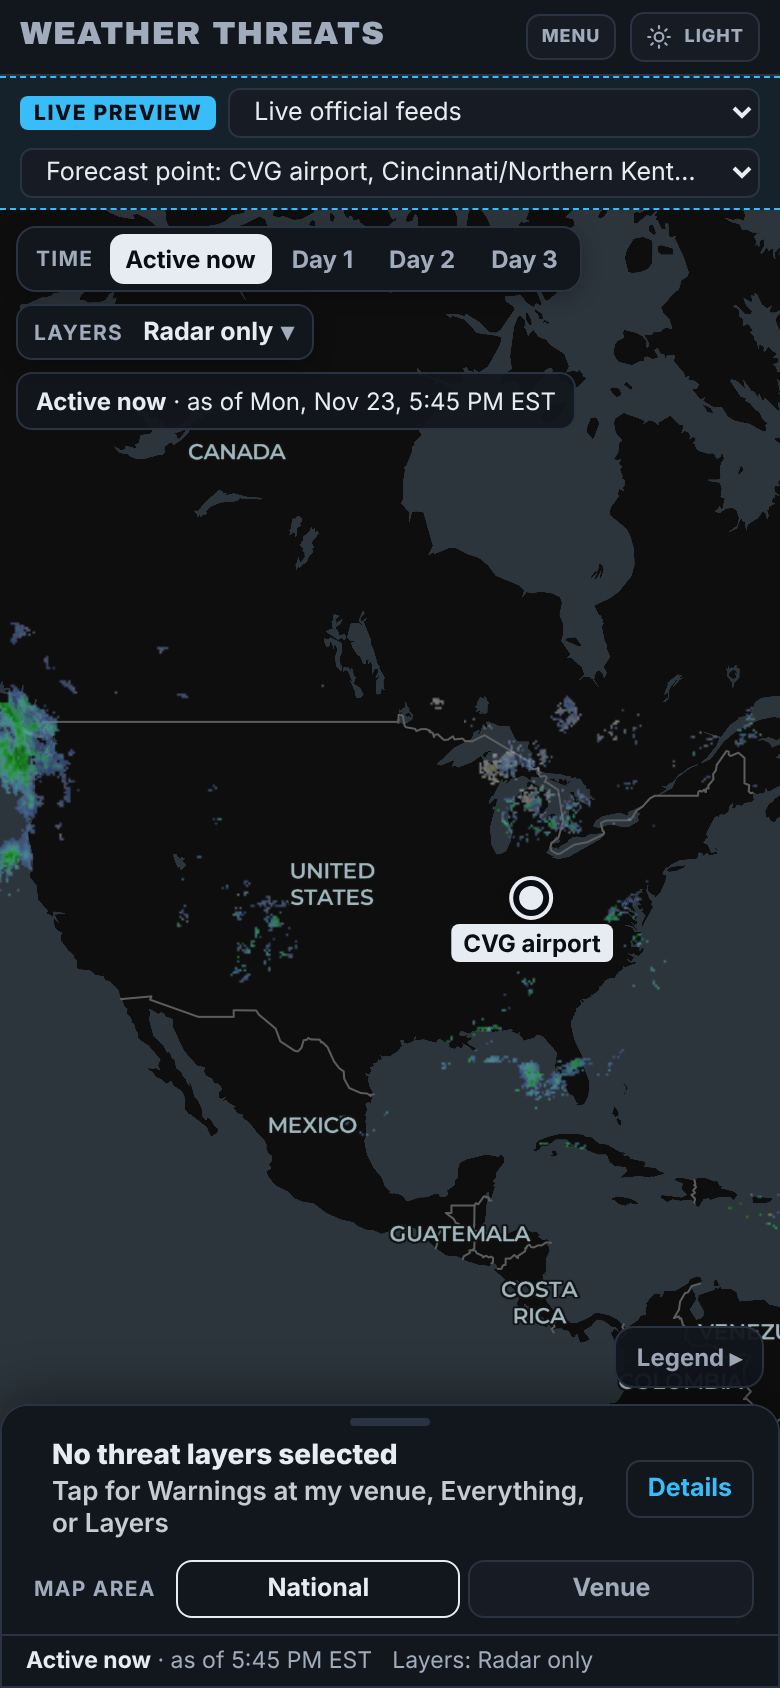 WEATHER THREATS
MENU
LIGHT
LIVE PREVIEW
Live official feeds
Forecast point: CVG airport, Cincinnati/Northern Kent...
TIME
Active now
Day 1
Day 2
Day 3
LAYERS
Radar only ▾
Active now · as of Mon, Nov 23, 5:45 PM EST
CANADA
UNITED
STATES
CVG airport
MEXICO
GUATEMALA
COSTA
RICA
VENEZU
Legend ▸
COLOMBIA
No threat layers selected
Tap for Warnings at my venue, Everything,
or Layers
Details
MAP AREA
National
Venue
Active now · as of 5:45 PM EST Layers: Radar only